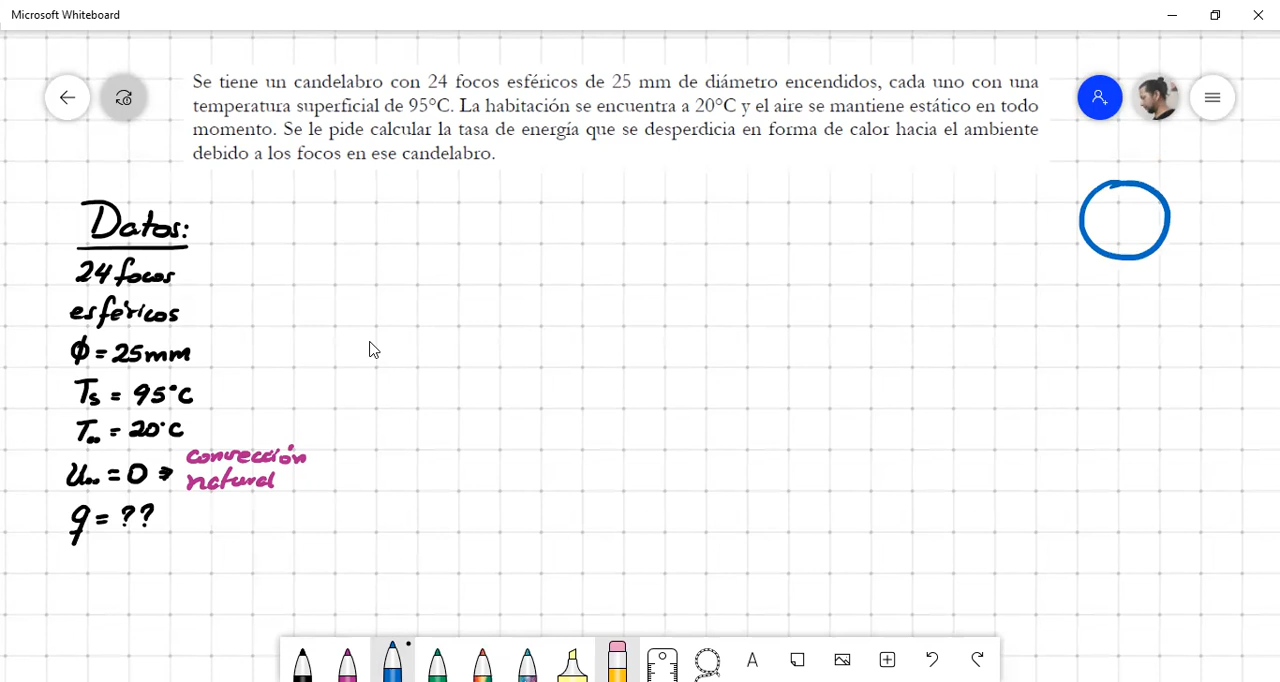 Microsoft Whiteboard
Se tiene un candelabro con 24 focos esféricos de 25 mm de diámetro encendidos, cada uno con una
temperatura superficial de 95°C. La habitación se encuentra a 20°C y el aire se mantiene estático en todo
momento. Se le pide calcular la tasa de energía que se desperdicia en forma de calor hacia el ambiente
debido a los focos en ese candelabro.
Datos:
24 focos
esféricos
ϕ = 25mm
Ts = 95°C
T∞ = 20°C
U∞ = 0 → convección
natural
q = ??
A